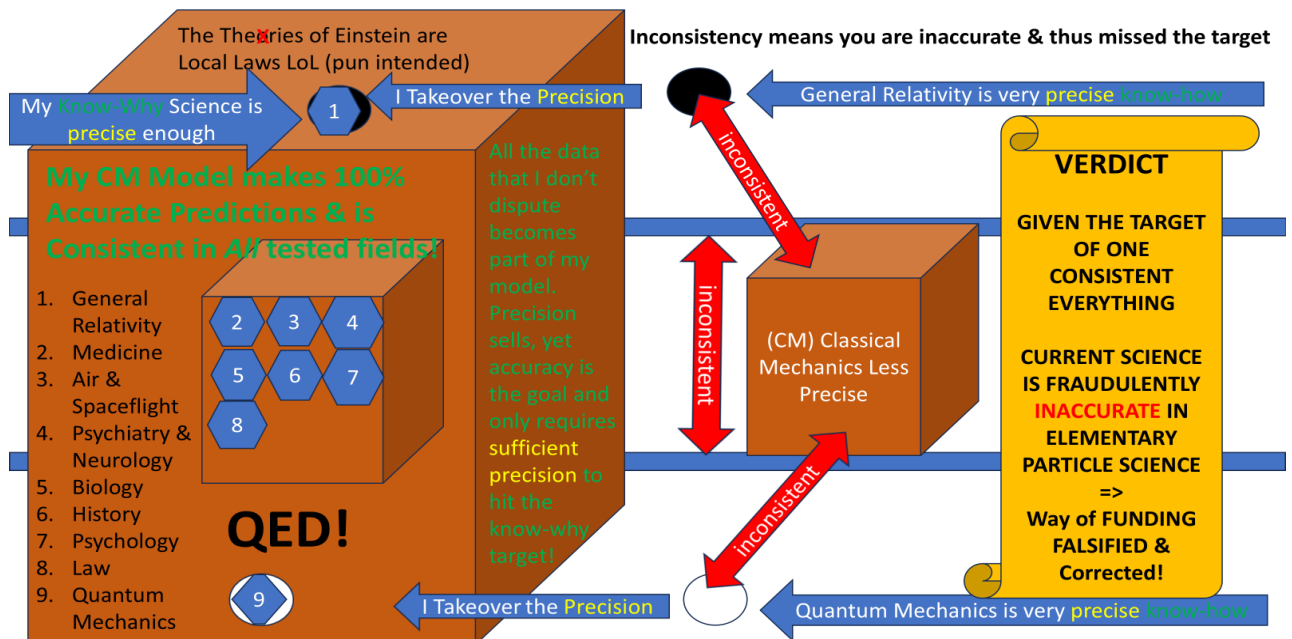 The Theories of Einstein are
Local Laws LoL (pun intended)
Inconsistency means you are inaccurate & thus missed the target
My Know-Why Science is
precise enough
1
I Takeover the Precision
General Relativity is very precise know-how
My CM Model makes 100%
Accurate Predictions & is
Consistent in All tested fields!
1. General
Relativity
2. Medicine
3. Air &
Spaceflight
4. Psychiatry &
Neurology
5. Biology
6. History
7. Psychology
8. Law
9. Quantum
Mechanics
2
3
4
5
6
7
8
QED!
9
All the data
that I don't
dispute
becomes
part of my
model.
Precision
sells, yet
accuracy is
the goal and
only requires
sufficient
precision to
hit the
know-why
target!
inconsistent
inconsistent
inconsistent
(CM) Classical
Mechanics Less
Precise
I Takeover the Precision
Quantum Mechanics is very precise know-how
VERDICT
GIVEN THE TARGET
OF ONE
CONSISTENT
EVERYTHING
CURRENT SCIENCE
IS FRAUDULENTLY
INACCURATE IN
ELEMENTARY
PARTICLE SCIENCE
=>
Way of FUNDING
FALSIFIED &
Corrected!